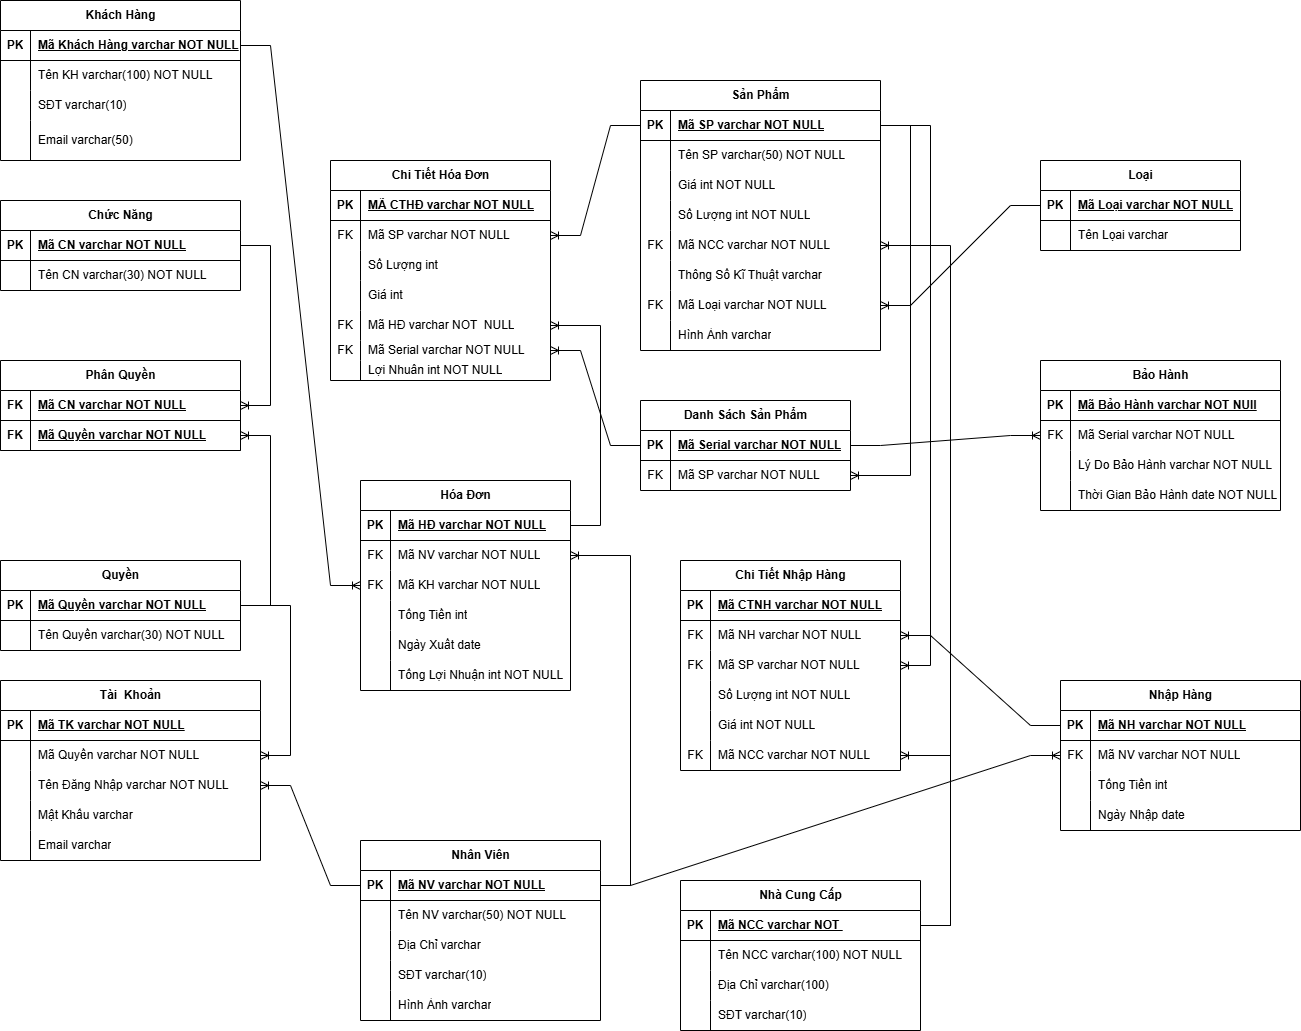 Khách Hàng
PK Mã Khách Hàng varchar NOT NULL
Tên KH varchar(100) NOT NULL
SĐT varchar(10)
Email varchar(50)
Chức Năng
PK Mã CN varchar NOT NULL
Tên CN varchar(30) NOT NULL
Phân Quyền
FK Mã CN varchar NOT NULL
FK Mã Quyền varchar NOT NULL
Quyền
PK Mã Quyền varchar NOT NULL
Tên Quyền varchar(30) NOT NULL
Tài Khoản
PK Mã TK varchar NOT NULL
Mã Quyền varchar NOT NULL
Tên Đăng Nhập varchar NOT NULL
Mật Khẩu varchar
Email varchar
Chi Tiết Hóa Đơn
PK MÃ CTHĐ varchar NOT NULL
FK Mã SP varchar NOT NULL
Số Lượng int
Giá int
FK Mã HĐ varchar NOT NULL
FK Mã Serial varchar NOT NULL
Lợi Nhuân int NOT NULL
Hóa Đơn
PK Mã HĐ varchar NOT NULL
FK Mã NV varchar NOT NULL
FK Mã KH varchar NOT NULL
Tổng Tiền int
Ngày Xuất date
Tổng Lợi Nhuận int NOT NULL
Nhân Viên
PK Mã NV varchar NOT NULL
Tên NV varchar(50) NOT NULL
Địa Chỉ varchar
SĐT varchar(10)
Hình Ảnh varchar
Sản Phẩm
PK Mã SP varchar NOT NULL
Tên SP varchar(50) NOT NULL
Giá int NOT NULL
Số Lượng int NOT NULL
FK Mã NCC varchar NOT NULL
Thông Số Kĩ Thuật varchar
FK Mã Loại varchar NOT NULL
Hình Ảnh varchar
Danh Sách Sản Phẩm
PK Mã Serial varchar NOT NULL
FK Mã SP varchar NOT NULL
Chi Tiết Nhập Hàng
PK Mã CTNH varchar NOT NULL
FK Mã NH varchar NOT NULL
FK Mã SP varchar NOT NULL
Số Lượng int NOT NULL
Giá int NOT NULL
FK Mã NCC varchar NOT NULL
Nhà Cung Cấp
PK Mã NCC varchar NOT
Tên NCC varchar(100) NOT NULL
Địa Chỉ varchar(100)
SĐT varchar(10)
Loại
PK Mã Loại varchar NOT NULL
Tên Lọai varchar
Bảo Hành
PK Mã Bảo Hành varchar NOT NUll
FK Mã Serial varchar NOT NULL
Lý Do Bảo Hành varchar NOT NULL
Thời Gian Bảo Hành date NOT NULL
Nhập Hàng
PK Mã NH varchar NOT NULL
FK Mã NV varchar NOT NULL
Tổng Tiền int
Ngày Nhập date